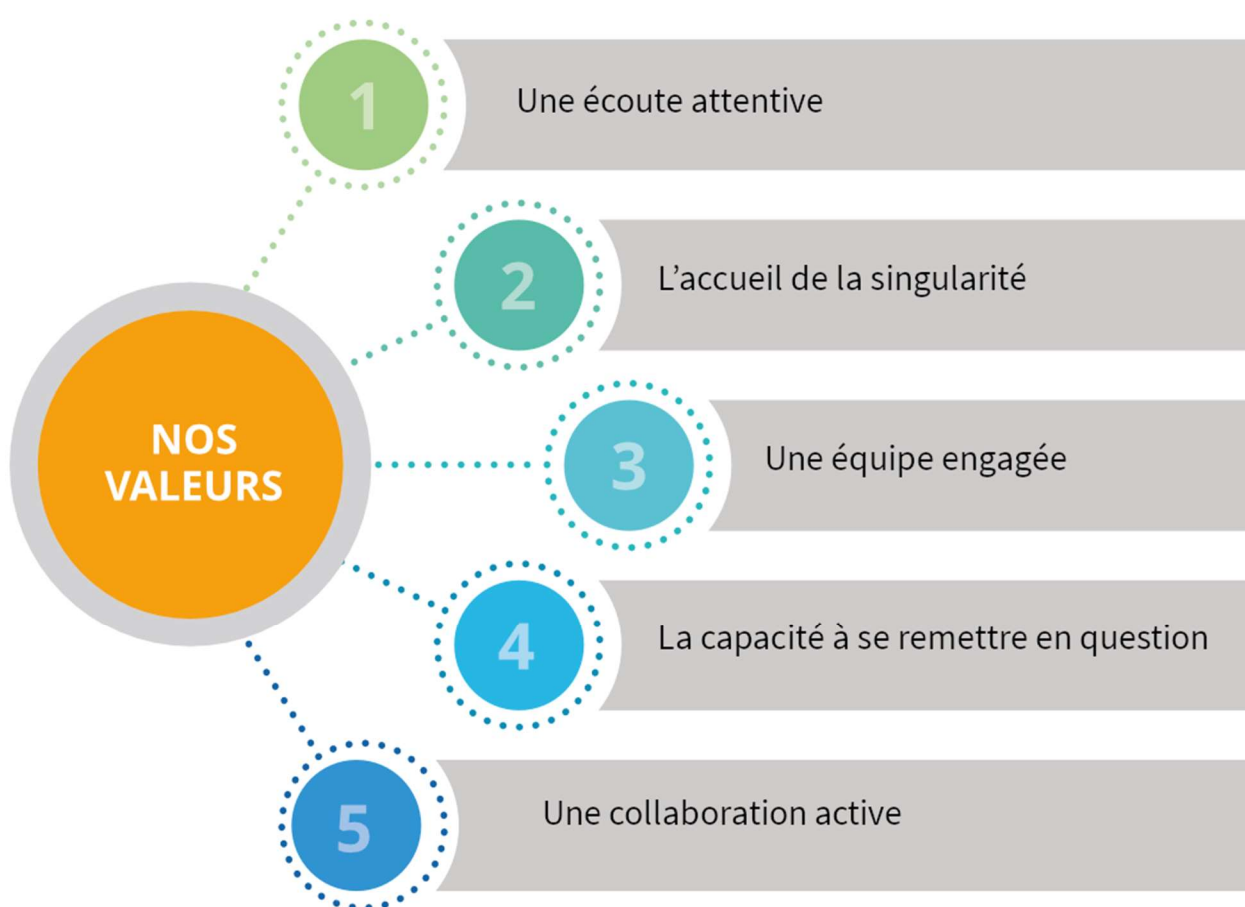 NOS
VALEURS
1
Une écoute attentive
2
L’accueil de la singularité
3
Une équipe engagée
4
La capacité à se remettre en question
5
Une collaboration active